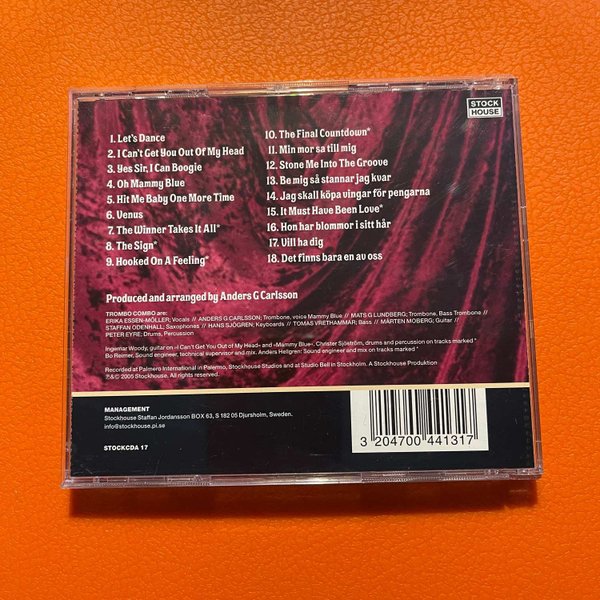 STOCK
HOUSE
1. Let's Dance
2. I Can't Get You Out Of My Head
3. Yes Sir, I Can Boogie
4. Oh Mammy Blue
5. Hit Me Baby One More Time
6. Venus
7. The Winner Takes It All*
8. The Sign*
9. Hooked On A Feeling*
10. The Final Countdown*
11. Min mor sa till mig
12. Stone Me Into The Groove
13. Be mig så stannar jag kvar
14. Jag skall köpa vingar för pengarna
15. It Must Have Been Love*
16. Hon har blommor i sitt hår
17. Vill ha dig
18. Det finns bara en av oss
Produced and arranged by Anders G Carlsson
TROMBO COMBO are:
ERIKA ESSEN-MÖLLER; Vocals // ANDERS G CARLSSON; Trombone, voice Mammy Blue // MATS G LUNDBERG; Trombone, Bass Trombone //
STAFFAN ODENHALL; Saxophones // HANS SJÖGREN; Keyboards // TOMAS VRETHAMMAR; Bass // MÅRTEN MOBERG; Guitar //
PETER EYRE; Drums, Percussion
Ingemar Woody, guitar on »I Can't Get You Out of My Head« and »Mammy Blue«. Christer Sjöström, drums and percussion on tracks marked *
Bo Reimer, Sound engineer, technical supervisor and mix. Anders Hellgren: Sound engineer and mix on tracks marked *
Recorded at Palmero International in Palermo, Stockhouse Studios and at Studio Bell in Stockholm. A Stockhouse Produktion
℗&© 2005 Stockhouse. All rights reserved.
MANAGEMENT
Stockhouse Staffan Jordansson BOX 63, S 182 05 Djursholm, Sweden.
info@stockhouse.pi.se
STOCKCDA 17
3 204700 441317